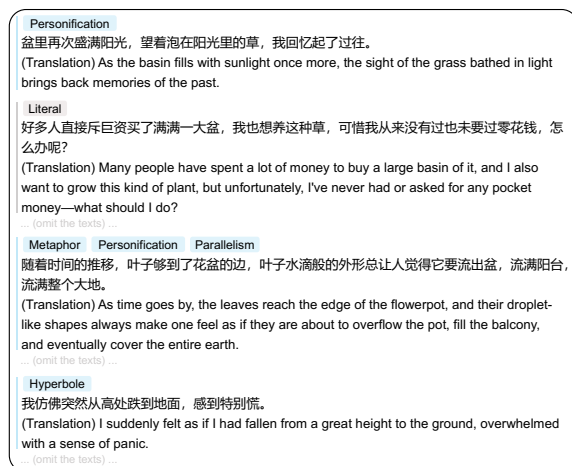 Personification
盆里再次盛满阳光，望着泡在阳光里的草，我回忆起了过往。
(Translation) As the basin fills with sunlight once more, the sight of the grass bathed in light
brings back memories of the past.
Literal
好多人直接斥巨资买了满满一大盆，我也想养这种草，可惜我从来没有过也未要过零花钱，怎
么办呢？
(Translation) Many people have spent a lot of money to buy a large basin of it, and I also
want to grow this kind of plant, but unfortunately, I've never had or asked for any pocket
money—what should I do?
... (omit the texts) ...
Metaphor Personification Parallelism
随着时间的推移，叶子够到了花盆的边，叶子水滴般的外形总让人觉得它要流出盆，流满阳台，
流满整个大地。
(Translation) As time goes by, the leaves reach the edge of the flowerpot, and their droplet-
like shapes always make one feel as if they are about to overflow the pot, fill the balcony,
and eventually cover the entire earth.
... (omit the texts) ...
Hyperbole
我仿佛突然从高处跌到地面，感到特别慌。
(Translation) I suddenly felt as if I had fallen from a great height to the ground, overwhelmed
with a sense of panic.
... (omit the texts) ...